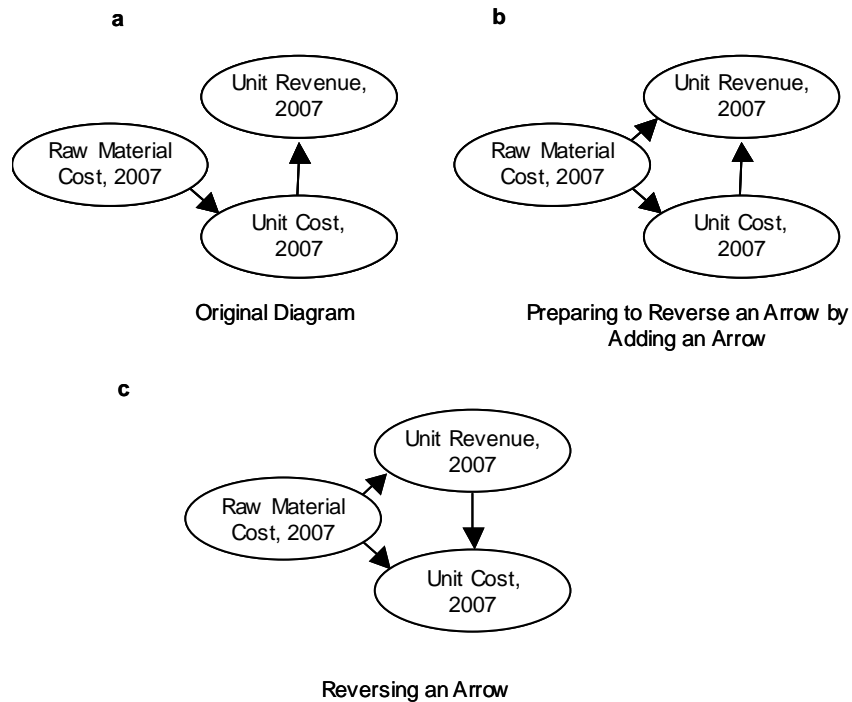 a
Unit Revenue,
2007
Raw Material
Cost, 2007
Unit Cost,
2007
Original Diagram
b
Unit Revenue,
2007
Raw Material
Cost, 2007
Unit Cost,
2007
Preparing to Reverse an Arrow by
Adding an Arrow
c
Unit Revenue,
2007
Raw Material
Cost, 2007
Unit Cost,
2007
Reversing an Arrow